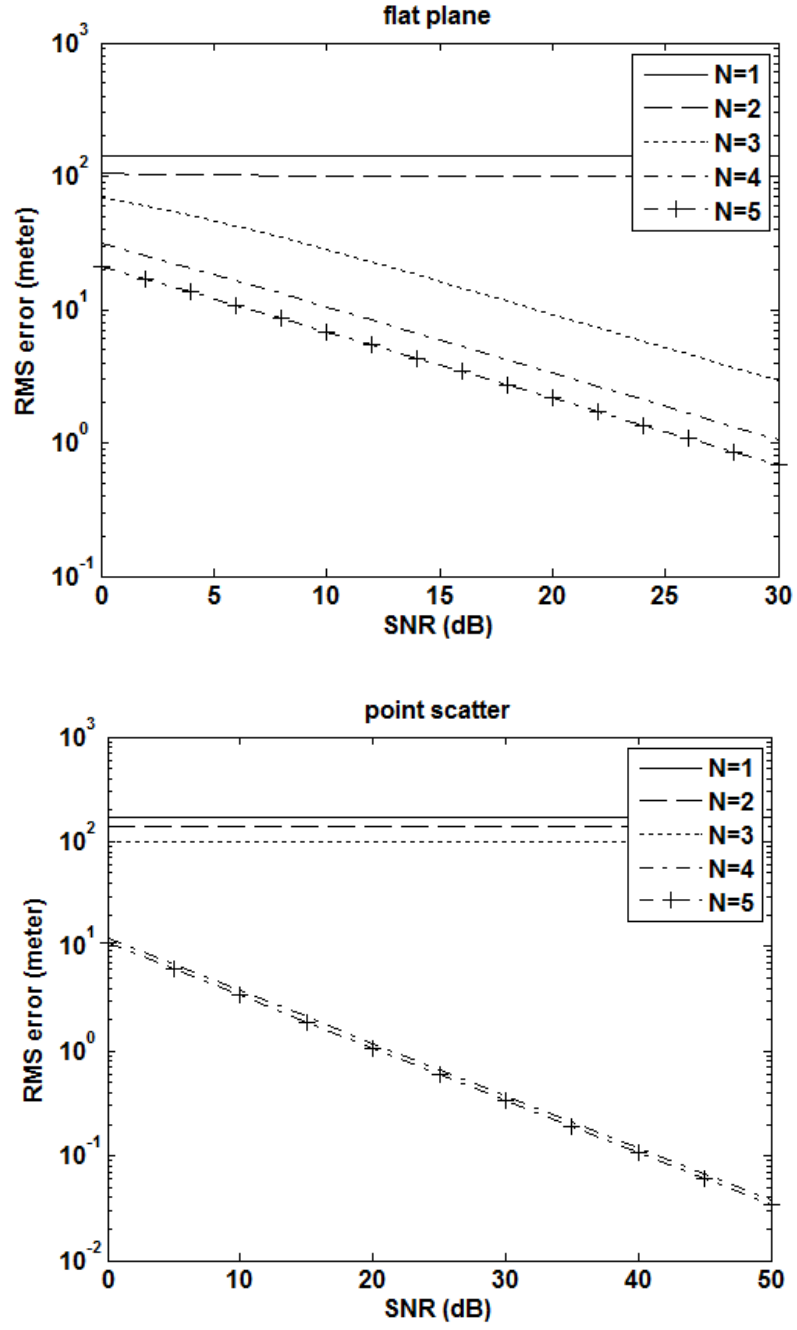 flat plane
10^3
10^2
10^1
10^0
10^-1
RMS error (meter)
N=1
N=2
N=3
N=4
N=5
0 5 10 15 20 25 30
SNR (dB)
point scatter
10^3
10^2
10^1
10^0
10^-1
10^-2
RMS error (meter)
N=1
N=2
N=3
N=4
N=5
0 10 20 30 40 50
SNR (dB)